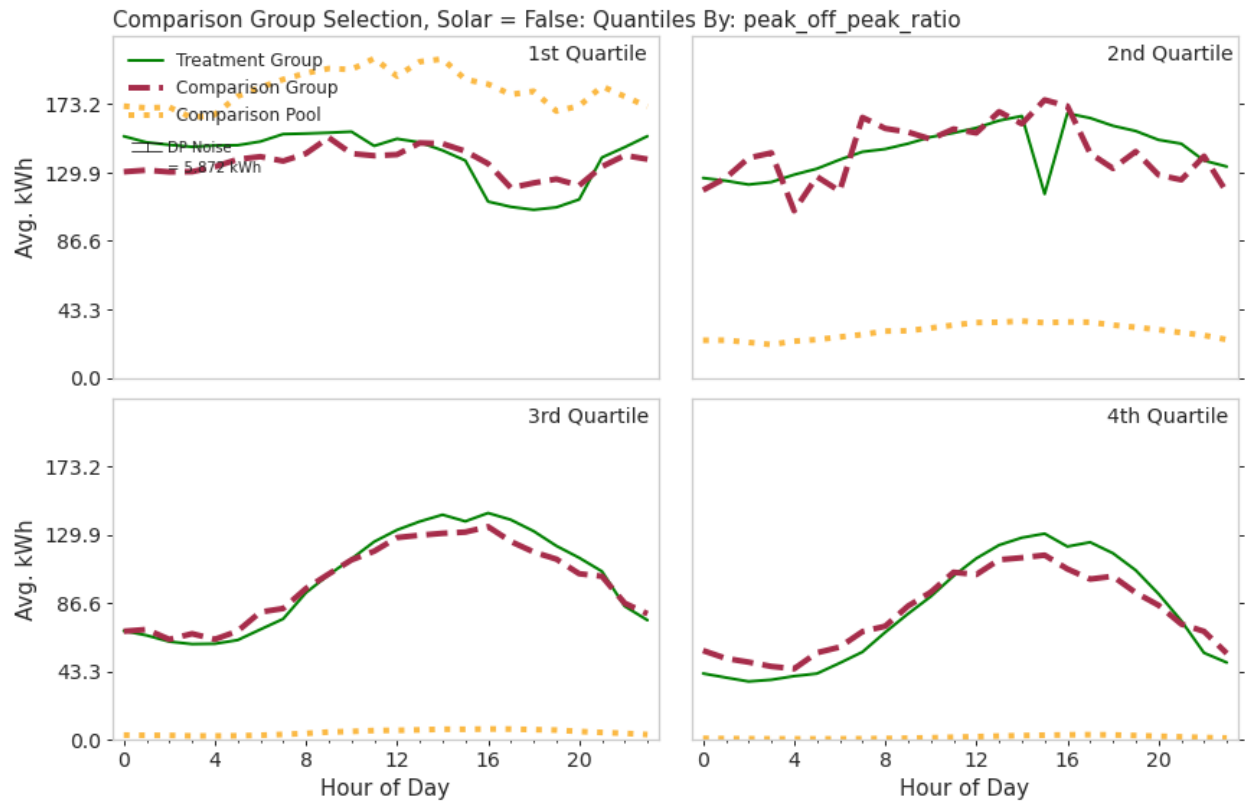 Comparison Group Selection, Solar = False: Quantiles By: peak_off_peak_ratio
1st Quartile
Treatment Group
Comparison Group
Comparison Pool
DP Noise
= 5.872 kWh
Avg. kWh
173.2
129.9
86.6
43.3
0.0
2nd Quartile
3rd Quartile
Avg. kWh
173.2
129.9
86.6
43.3
0.0
0 4 8 12 16 20
Hour of Day
4th Quartile
0 4 8 12 16 20
Hour of Day